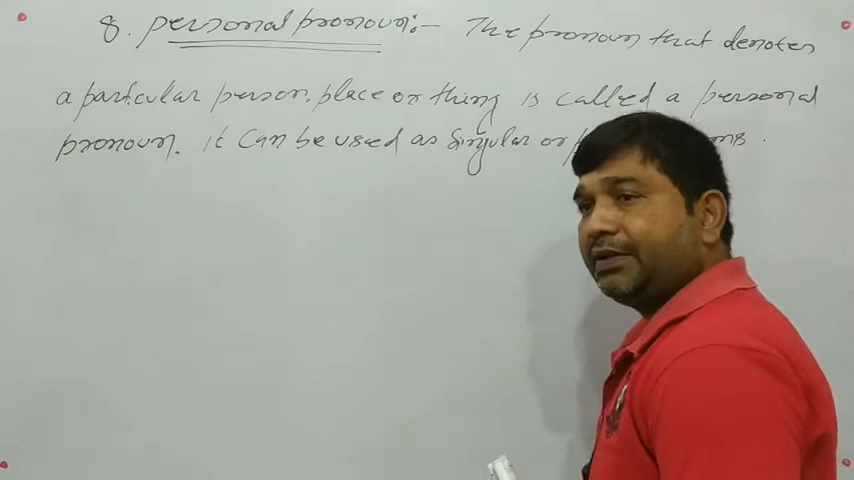 8. personal pronoun:- The pronoun that denotes
a particular person, place or thing is called a personal
pronoun. it can be used as singular or